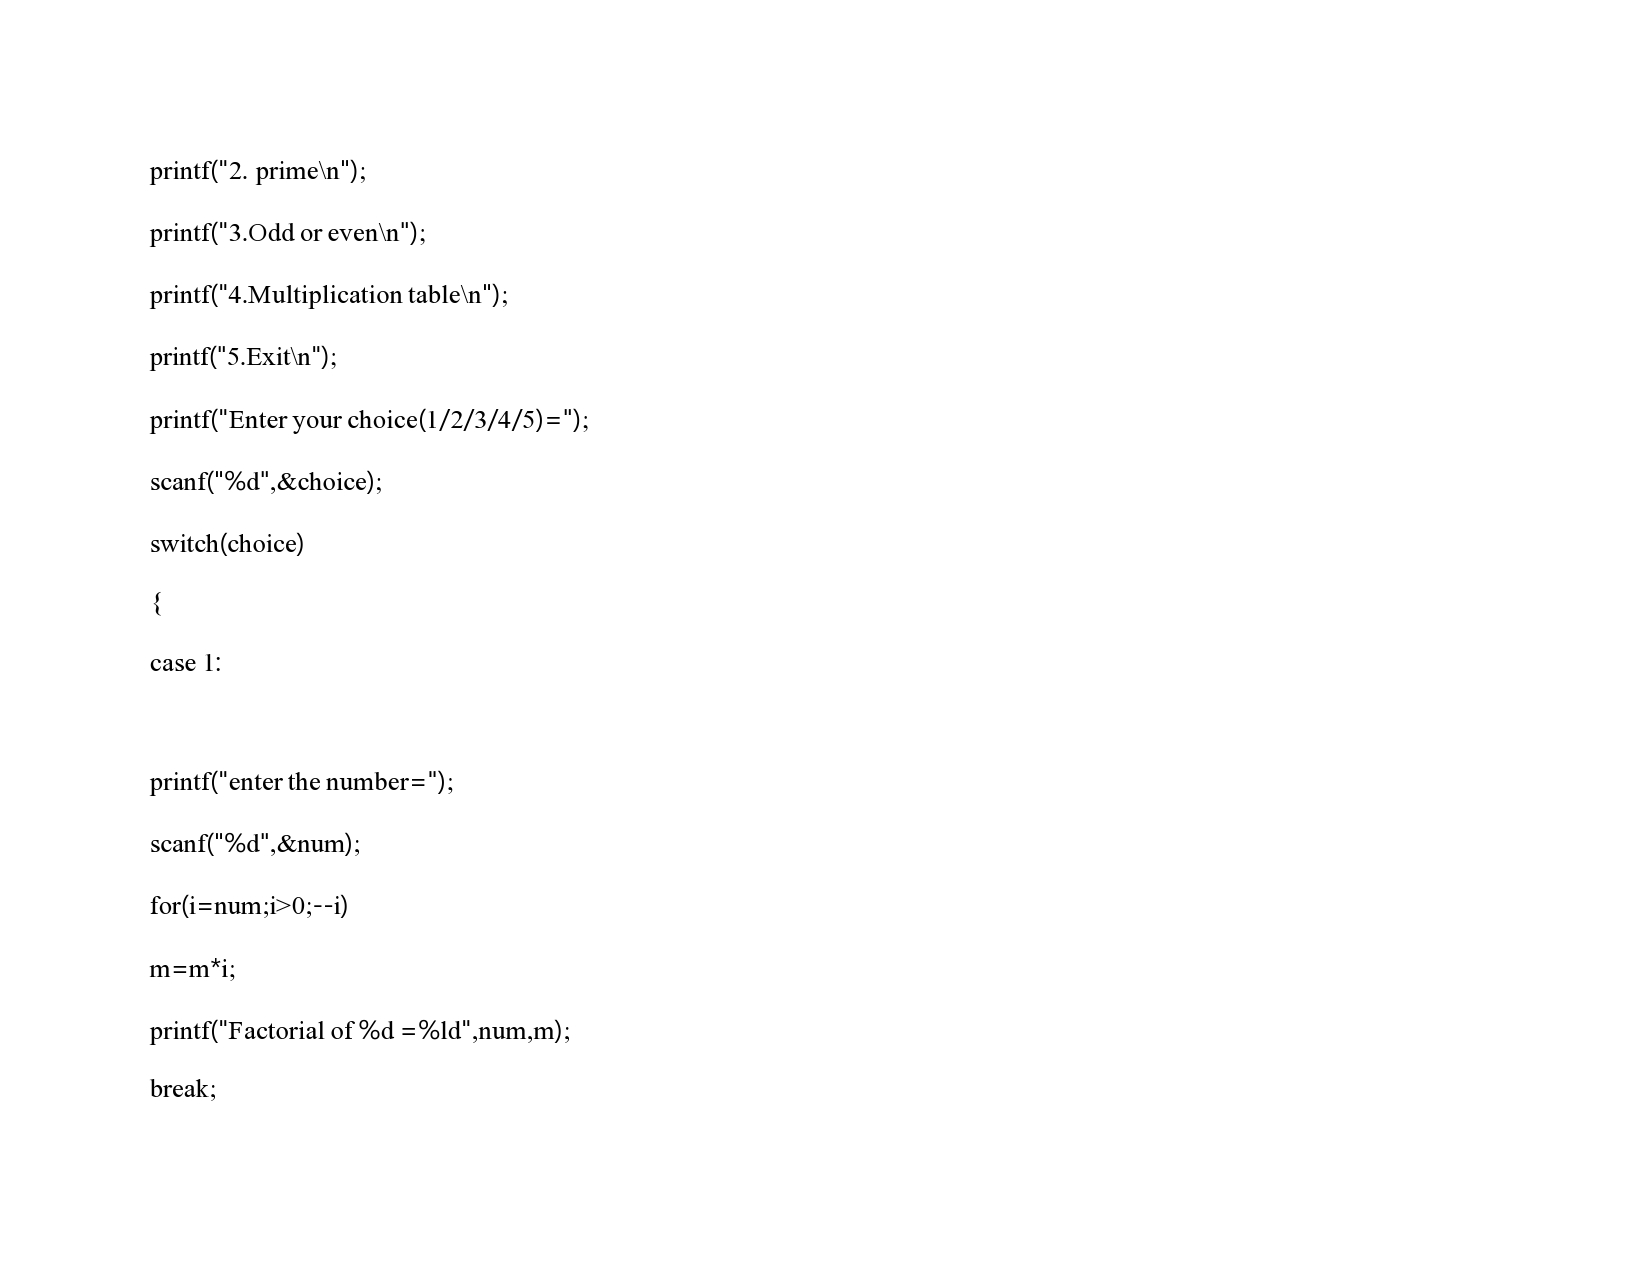 printf("2. prime\n");
printf("3.Odd or even\n");
printf("4.Multiplication table\n");
printf("5.Exit\n");
printf("Enter your choice(1/2/3/4/5)=");
scanf("%d",&choice);
switch(choice)
{
case 1:
printf("enter the number=");
scanf("%d",&num);
for(i=num;i>0;--i)
m=m*i;
printf("Factorial of %d =%ld",num,m);
break;